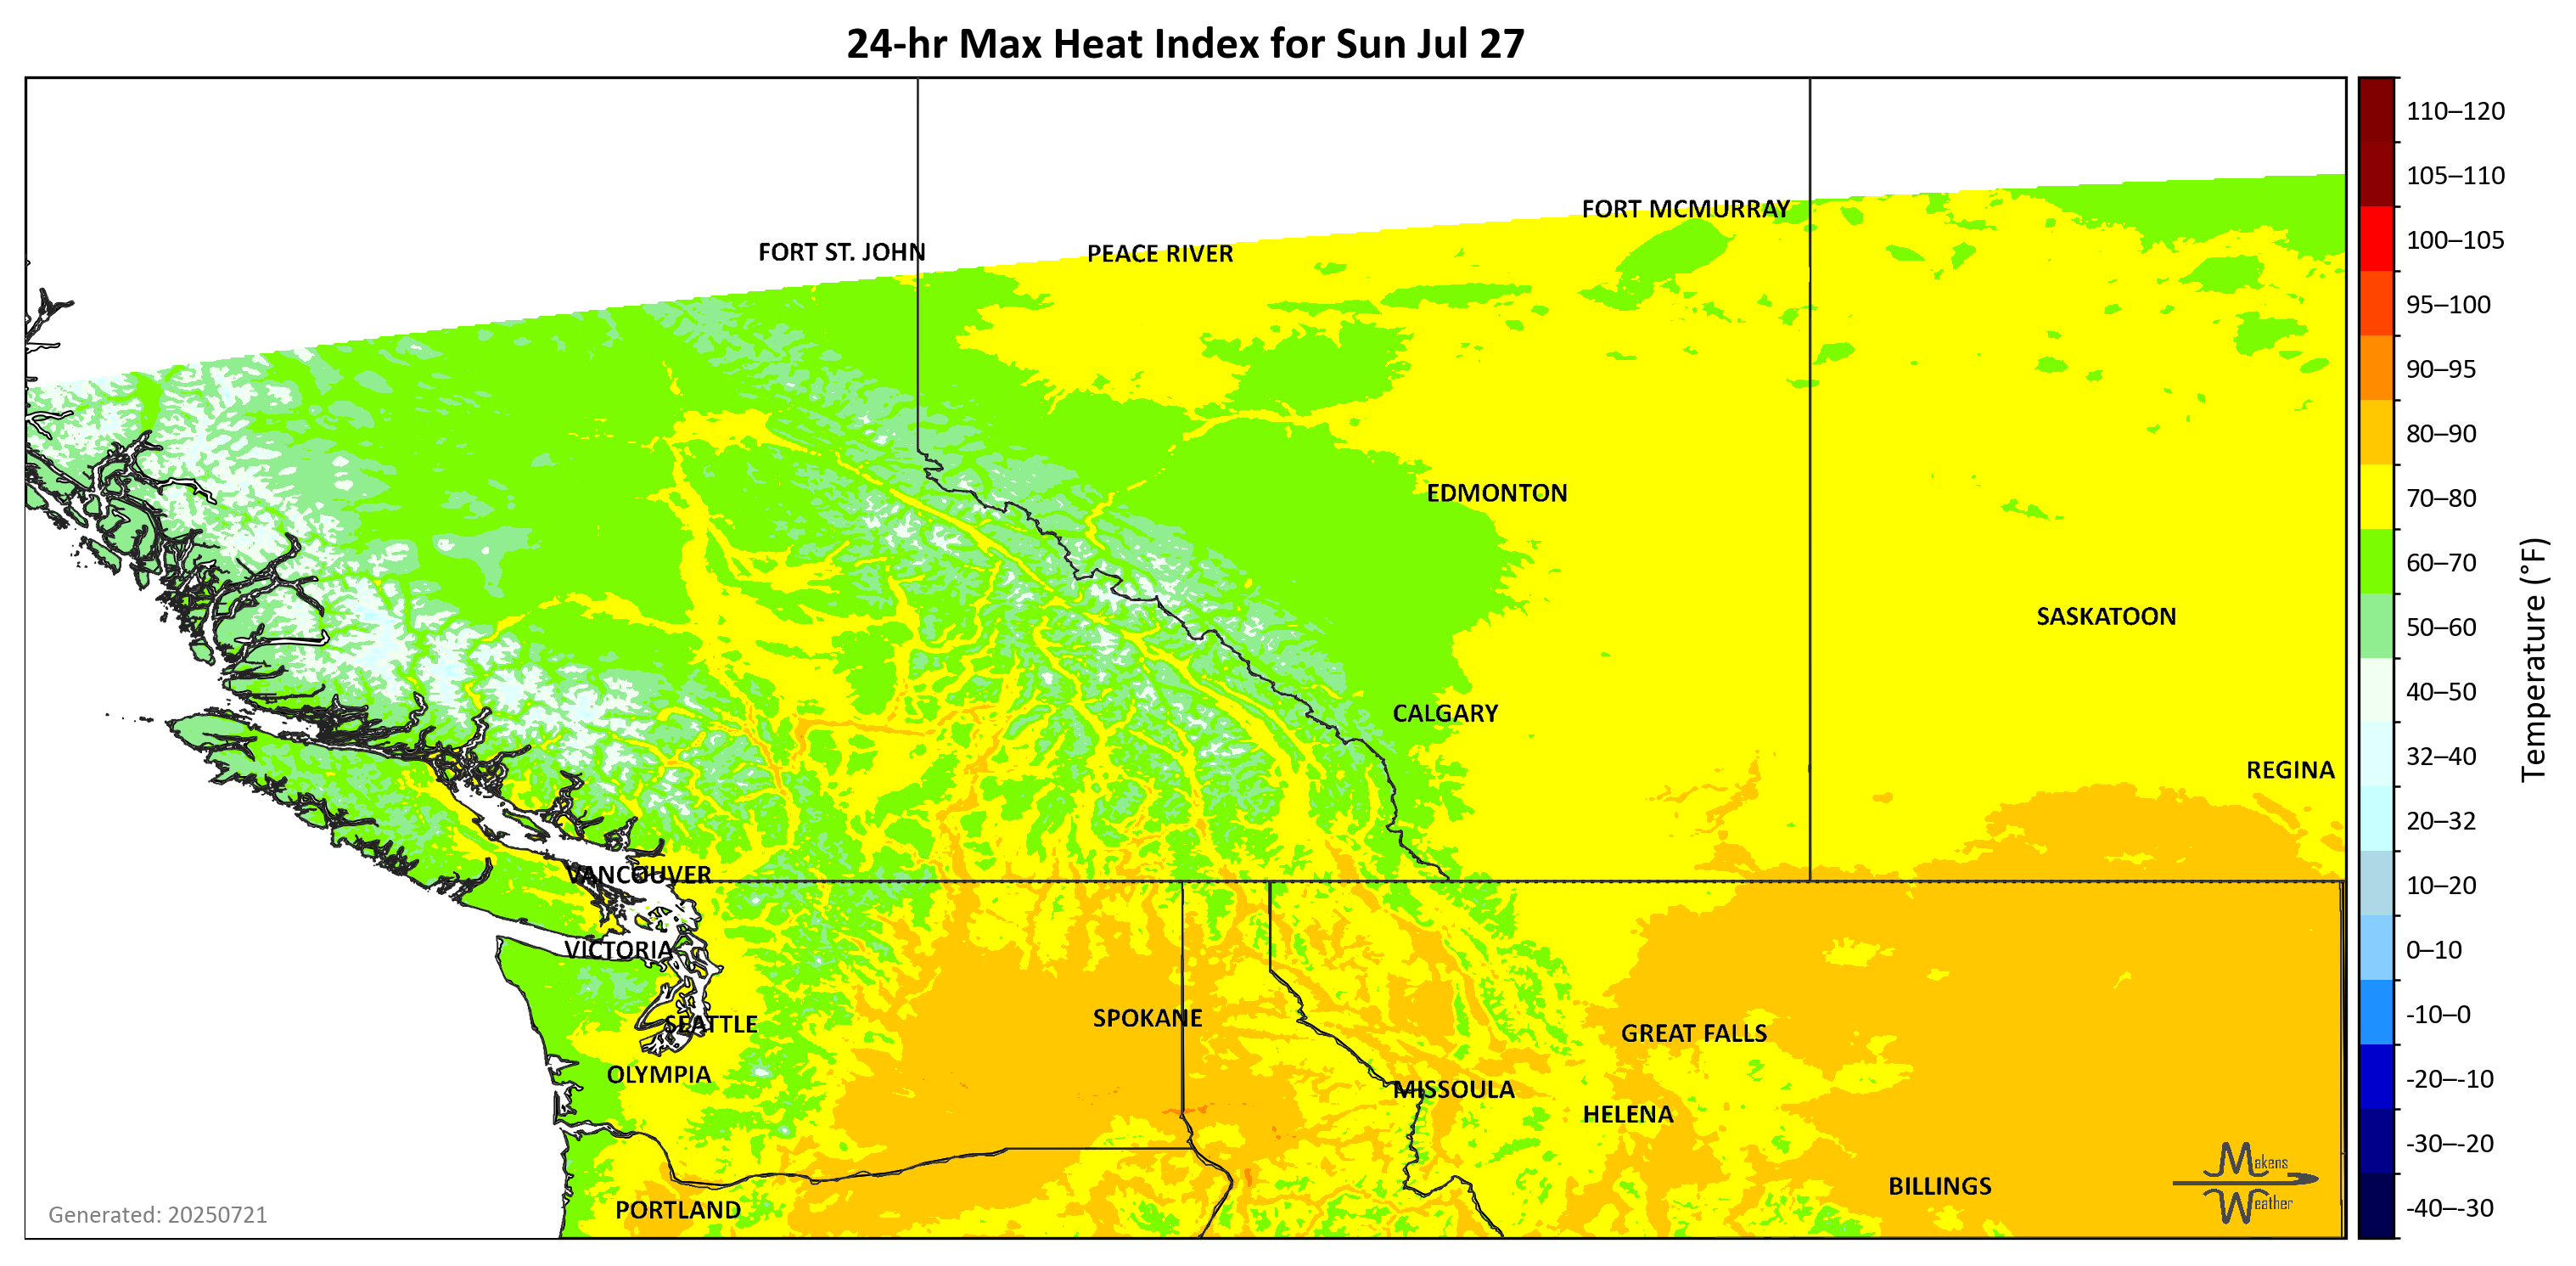 24-hr Max Heat Index for Sun Jul 27
110–120
105–110
FORT MCMURRAY
100–105
FORT ST. JOHN
PEACE RIVER
95–100
90–95
80–90
EDMONTON
70–80
60–70
SASKATOON
50–60
Temperature (°F)
40–50
CALGARY
32–40
REGINA
20–32
VANCOUVER
10–20
VICTORIA
0–10
SEATTLE
SPOKANE
GREAT FALLS
-10–0
OLYMPIA
MISSOULA
-20–-10
HELENA
-30–-20
Makens
Weather
BILLINGS
PORTLAND
-40–-30
Generated: 20250721